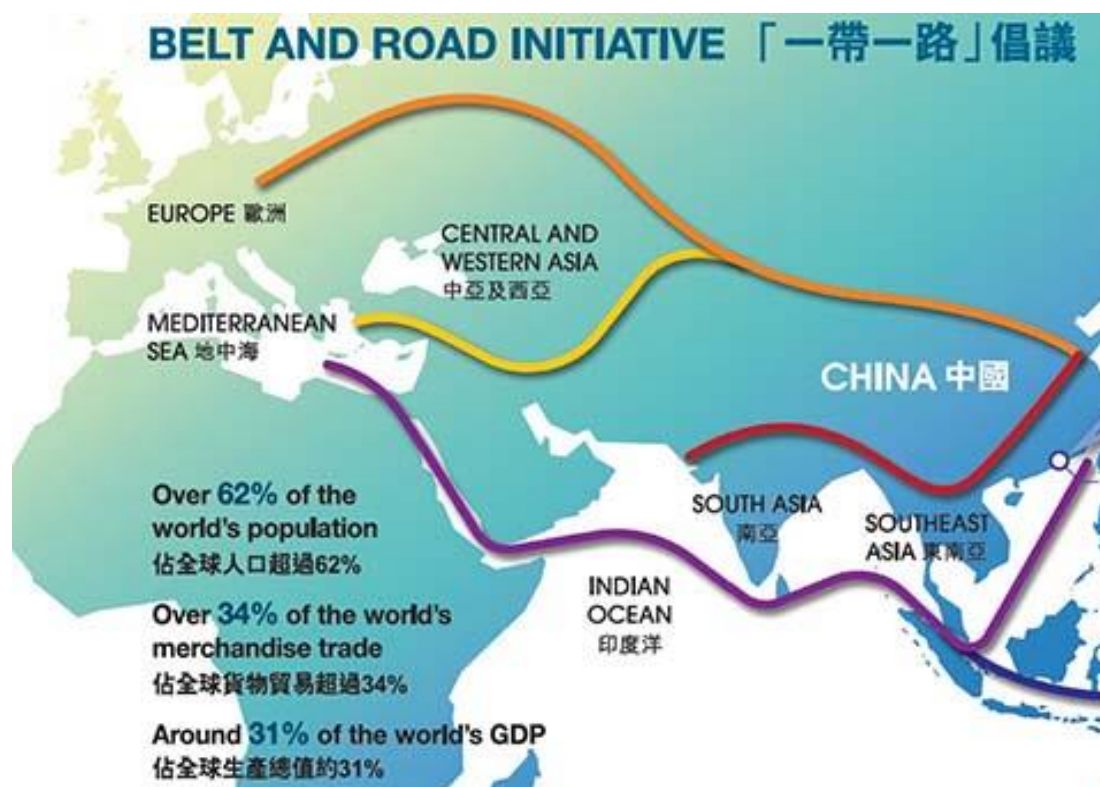 BELT AND ROAD INITIATIVE 「一帶一路」倡議
EUROPE 歐洲
CENTRAL AND
WESTERN ASIA
中亞及西亞
MEDITERRANEAN
SEA 地中海
CHINA 中國
SOUTH ASIA
南亞
SOUTHEAST
ASIA 東南亞
INDIAN
OCEAN
印度洋
Over 62% of the
world's population
佔全球人口超過62%
Over 34% of the world's
merchandise trade
佔全球貨物貿易超過34%
Around 31% of the world's GDP
佔全球生產總值約31%